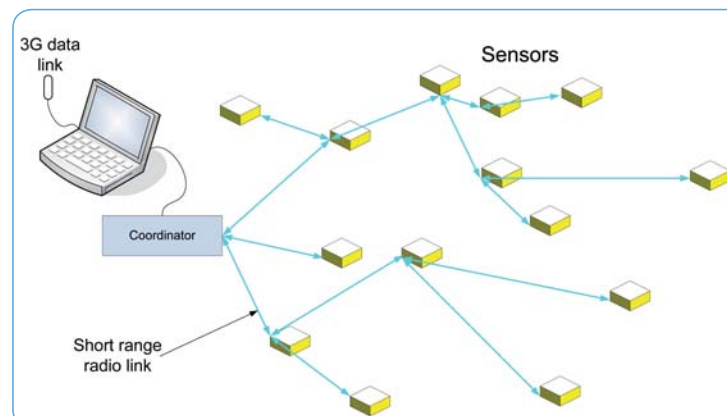 3G data
link
Sensors
Coordinator
Short range
radio link